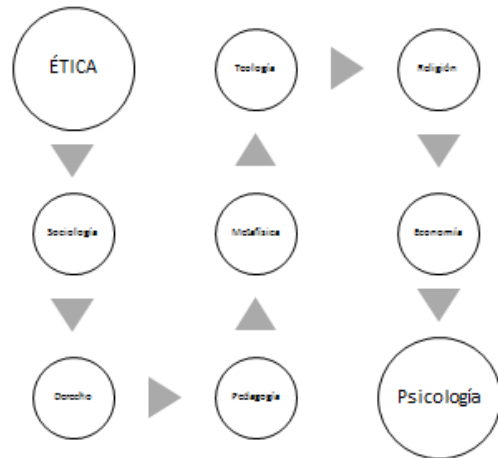 ÉTICA
Sociología
Derecho
Pedagogía
Metafísica
Teología
Religión
Economía
Psicología